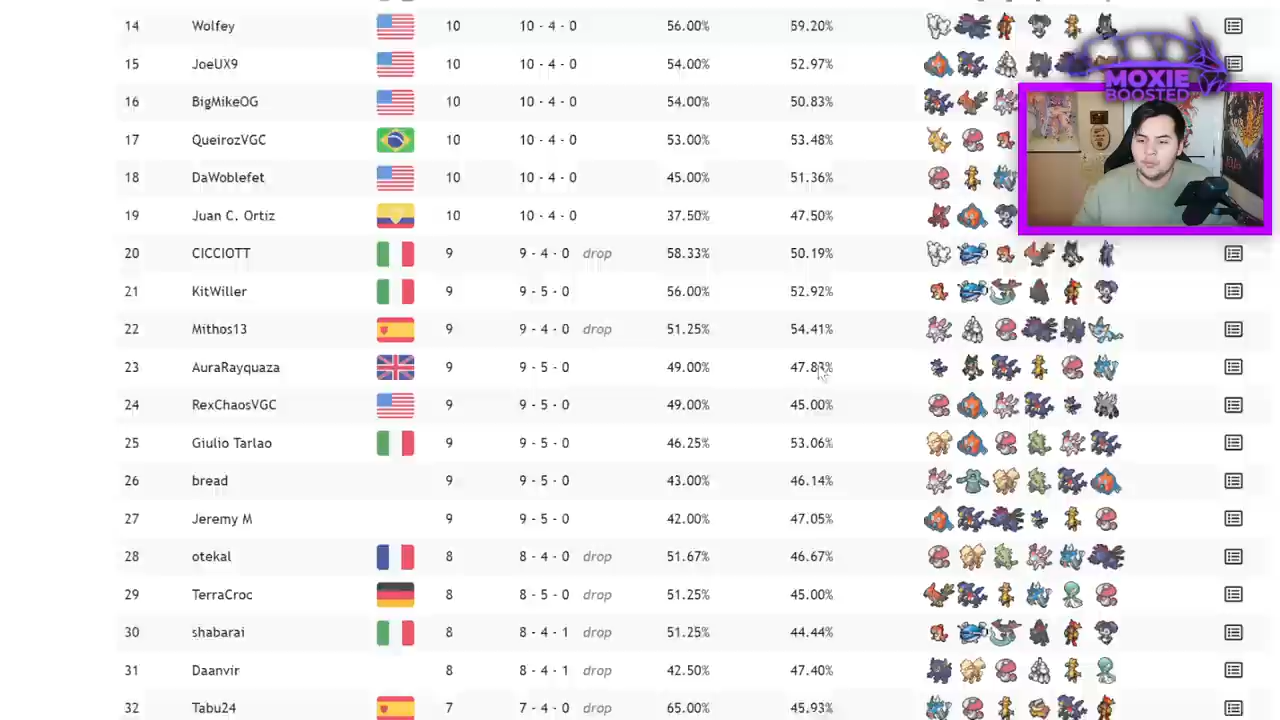 14 Wolfey 10 10 - 4 - 0 56.00% 59.20%
15 JoeUX9 10 10 - 4 - 0 54.00% 52.97%
16 BigMikeOG 10 10 - 4 - 0 54.00% 50.83%
17 QueirozVGC 10 10 - 4 - 0 53.00% 53.48%
18 DaWoblefet 10 10 - 4 - 0 45.00% 51.36%
19 Juan C. Ortiz 10 10 - 4 - 0 37.50% 47.50%
20 CICCIOTT 9 9 - 4 - 0 drop 58.33% 50.19%
21 KitWiller 9 9 - 5 - 0 56.00% 52.92%
22 Mithos13 9 9 - 4 - 0 drop 51.25% 54.41%
23 AuraRayquaza 9 9 - 5 - 0 49.00%
24 RexChaosVGC 9 9 - 5 - 0 49.00% 45.00%
25 Giulio Tarlao 9 9 - 5 - 0 46.25% 53.06%
26 bread 9 9 - 5 - 0 43.00% 46.14%
27 Jeremy M 9 9 - 5 - 0 42.00% 47.05%
28 otekal 8 8 - 4 - 0 drop 51.67% 46.67%
29 TerraCroc 8 8 - 5 - 0 drop 51.25% 45.00%
30 shabarai 8 8 - 4 - 1 drop 51.25% 44.44%
31 Daanvir 8 8 - 4 - 1 drop 42.50% 47.40%
32 Tabu24 7 7 - 4 - 0 drop 65.00% 45.93%
MOXIE
BOOSTED